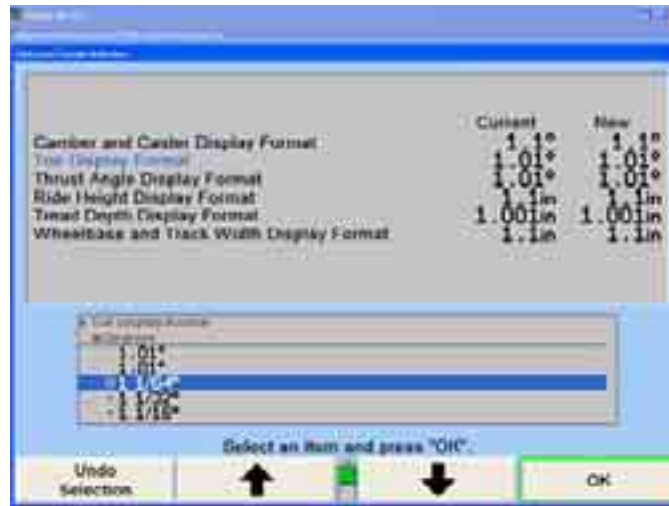 Current New
Camber and Caster Display Format 1.1° 1.1°
Toe Display Format 1.01° 1.01°
Thrust Angle Display Format 1.01° 1.01°
Ride Height Display Format 1.1in 1.1in
Tread Depth Display Format 1.001in 1.001in
Wheelbase and Track Width Display Format 1.1in 1.1in
Toe Display Format
1.01°
1.01°
1 1/32"
1 1/16"
Select an item and press "OK".
Undo
Selection
OK